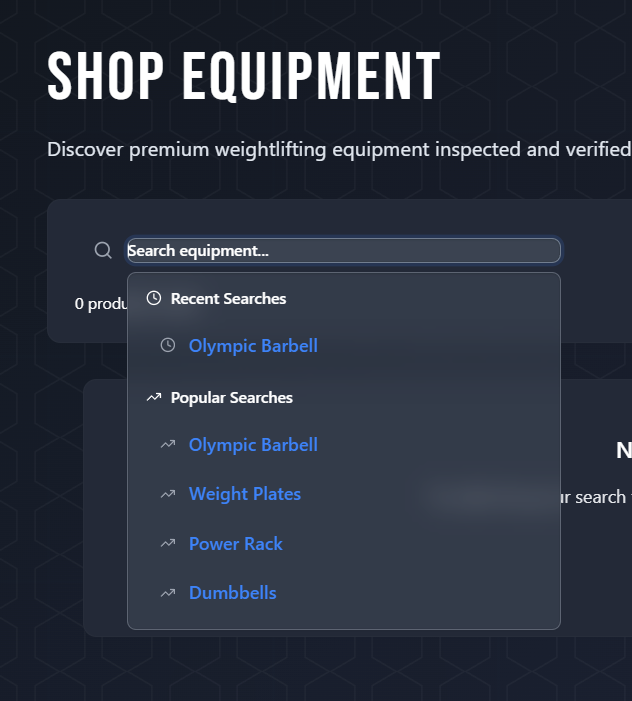 SHOP EQUIPMENT
Discover premium weightlifting equipment inspected and verified
Search equipment...
0 produ
Recent Searches
Olympic Barbell
Popular Searches
Olympic Barbell
N
Weight Plates
ur search
Power Rack
Dumbbells